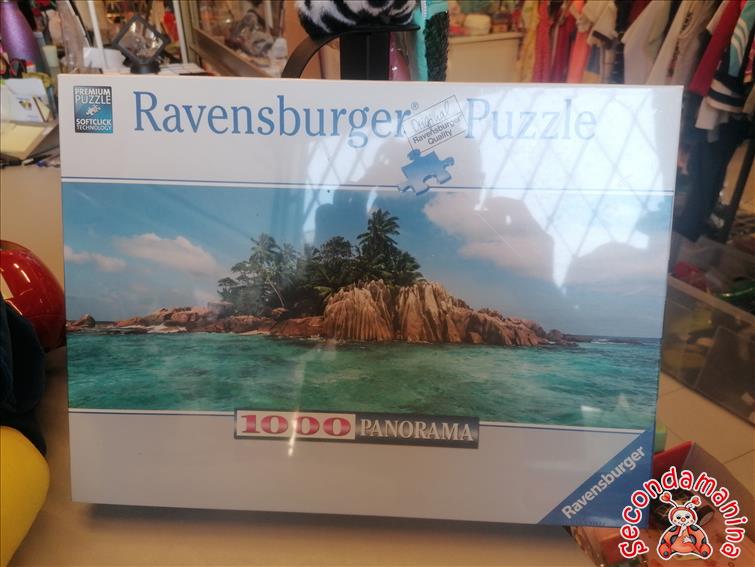 PREMIUM
PUZZLE
SOFTCLICK
TECHNOLOGY
Ravensburger® Puzzle
Original
Ravensburger
Quality
1000 PANORAMA
Ravensburger
Secondamanina